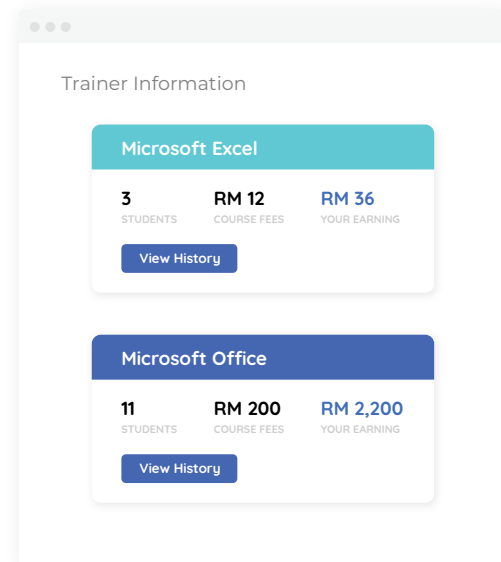 Trainer Information
Microsoft Excel
3 RM 12 RM 36
STUDENTS COURSE FEES YOUR EARNING
View History
Microsoft Office
11 RM 200 RM 2,200
STUDENTS COURSE FEES YOUR EARNING
View History